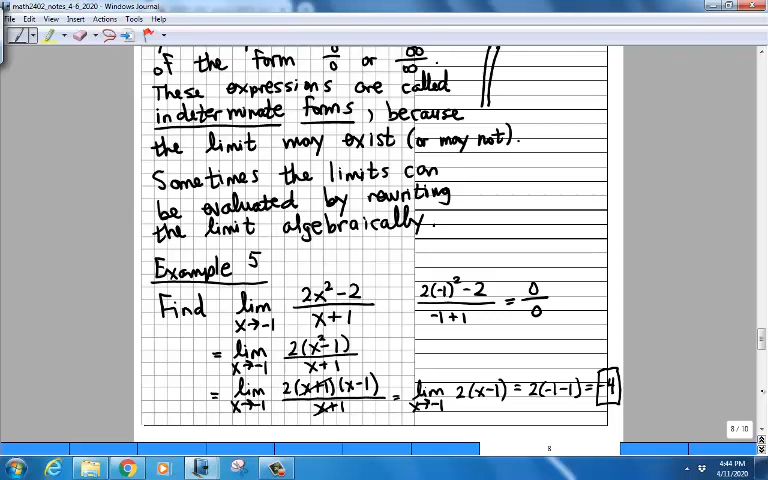 math2402_notes_4-6_2020 - Windows Journal
File Edit View Insert Actions Tools Help
of the form 0/0 or ∞/∞.
These expressions are called
indeterminate forms, because
the limit may exist (or may not).
Sometimes the limits can
be evaluated by rewriting
the limit algebraically.
Example 5
Find lim x→-1 (2x² - 2)/(x+1) (2(-1)² - 2)/(-1+1) = 0/0
= lim x→-1 2(x²-1)/(x+1)
= lim x→-1 2(x+1)(x-1)/(x+1) = lim x→-1 2(x-1) = 2(-1-1) = -4
8 / 10
8
4:44 PM
4/11/2020